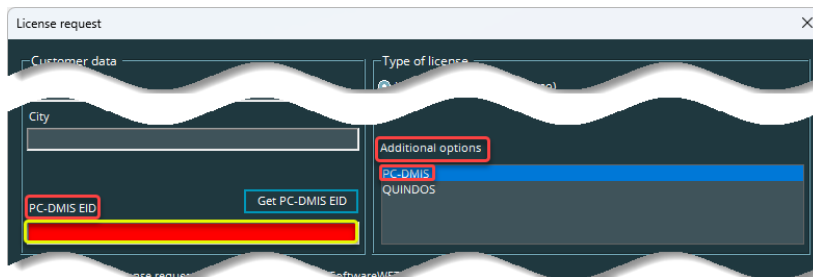 License request
Customer data
Type of license
City
Additional options
PC-DMIS
QUINDOS
PC-DMIS EID
Get PC-DMIS EID